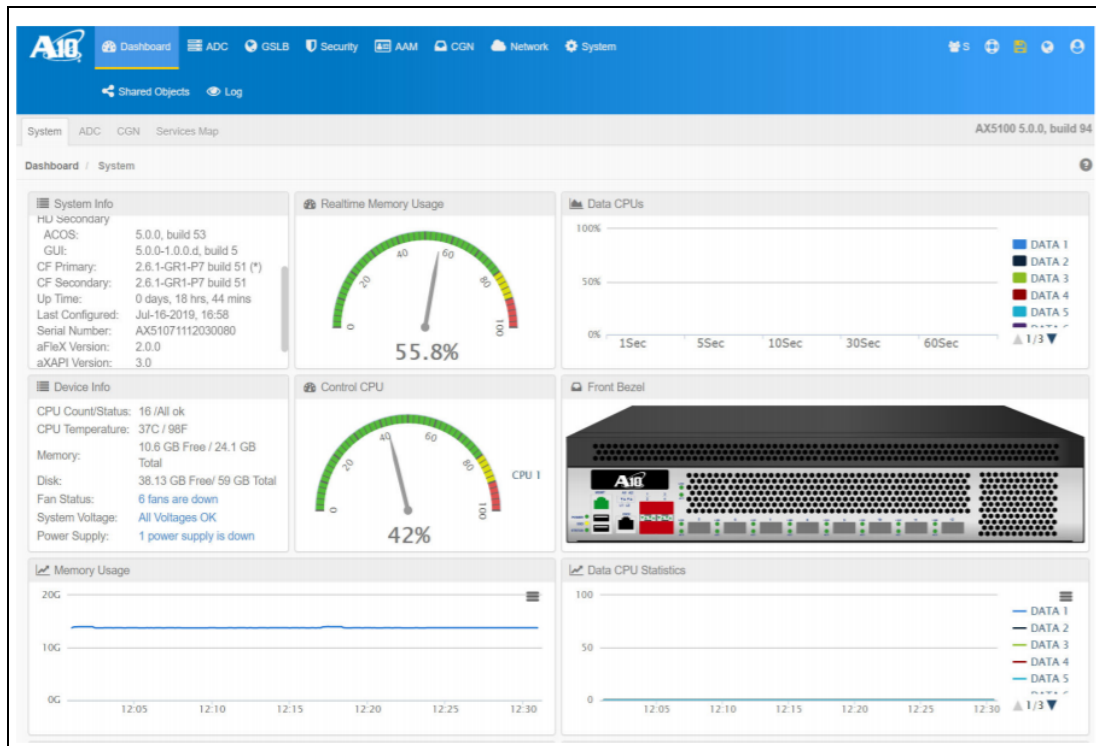 A10
Dashboard ADC GSLB Security AAM CGN Network System S
Shared Objects Log
System ADC CGN Services Map AX5100 5.0.0, build 94
Dashboard / System
System Info
HD Secondary
ACOS: 5.0.0, build 53
GUI: 5.0.0-1.0.0.d, build 5
CF Primary: 2.6.1-GR1-P7 build 51 (*)
CF Secondary: 2.6.1-GR1-P7 build 51
Up Time: 0 days, 18 hrs, 44 mins
Last Configured: Jul-16-2019, 16:58
Serial Number: AX51071112030080
aFleX Version: 2.0.0
aXAPI Version: 3.0
Realtime Memory Usage
0 20 40 60 80 100
55.8%
Data CPUs
100%
50%
0%
1Sec 5Sec 10Sec 30Sec 60Sec
DATA 1
DATA 2
DATA 3
DATA 4
DATA 5
1/3
Device Info
CPU Count/Status: 16 /All ok
CPU Temperature: 37C / 98F
Memory: 10.6 GB Free / 24.1 GB
Total
Disk: 38.13 GB Free/ 59 GB Total
Fan Status: 6 fans are down
System Voltage: All Voltages OK
Power Supply: 1 power supply is down
Control CPU
0 20 40 60 80 100
CPU 1
42%
Front Bezel
A10
Memory Usage
20G
10G
0G
12:05 12:10 12:15 12:20 12:25 12:30
Data CPU Statistics
100
50
0
12:05 12:10 12:15 12:20 12:25 12:30
DATA 1
DATA 2
DATA 3
DATA 4
DATA 5
1/3